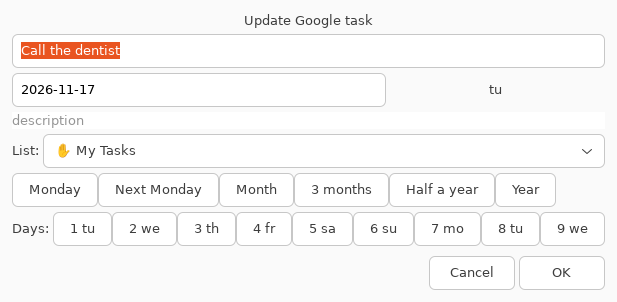 Update Google task
Call the dentist
2026-11-17 tu
description
List: ✋ My Tasks
Monday Next Monday Month 3 months Half a year Year
Days: 1 tu 2 we 3 th 4 fr 5 sa 6 su 7 mo 8 tu 9 we
Cancel OK